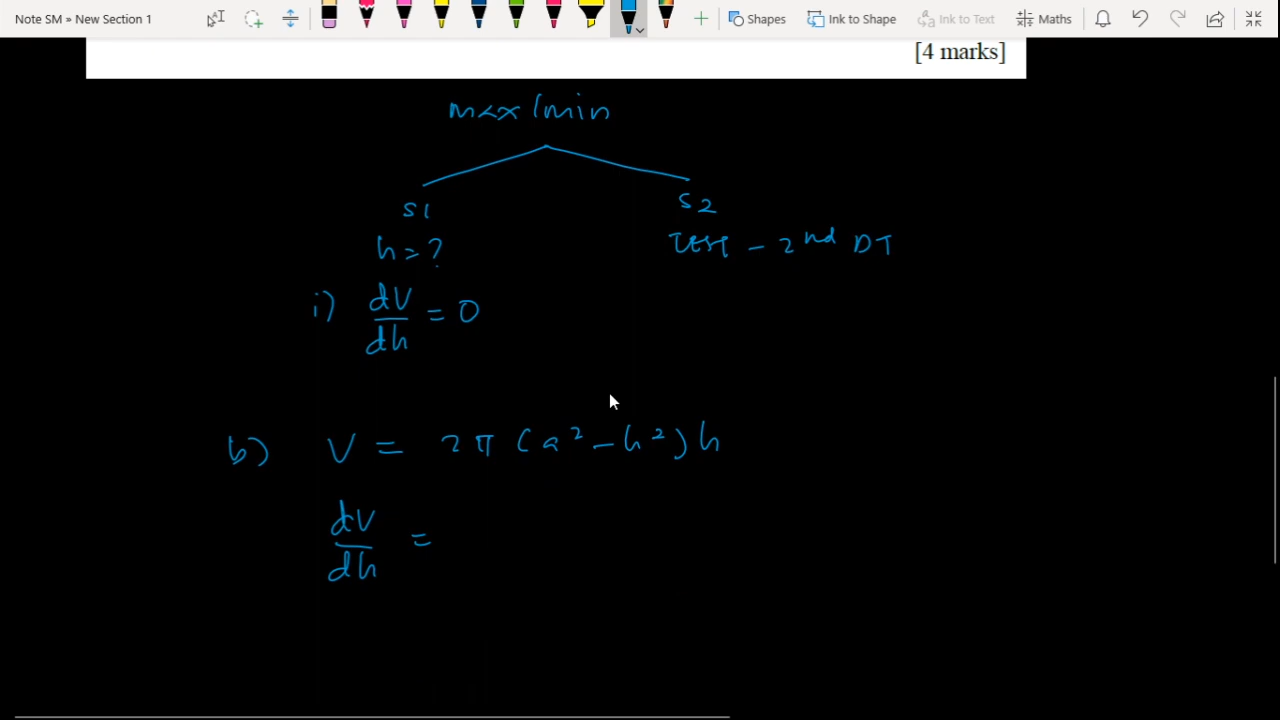 Note SM » New Section 1
Shapes
Ink to Shape
Ink to Text
Maths
[4 marks]
max/min
S1
S2
h = ?
Test - 2nd DT
i) dV/dh = 0
b) V = 2π(a² - h²)h
dV/dh =